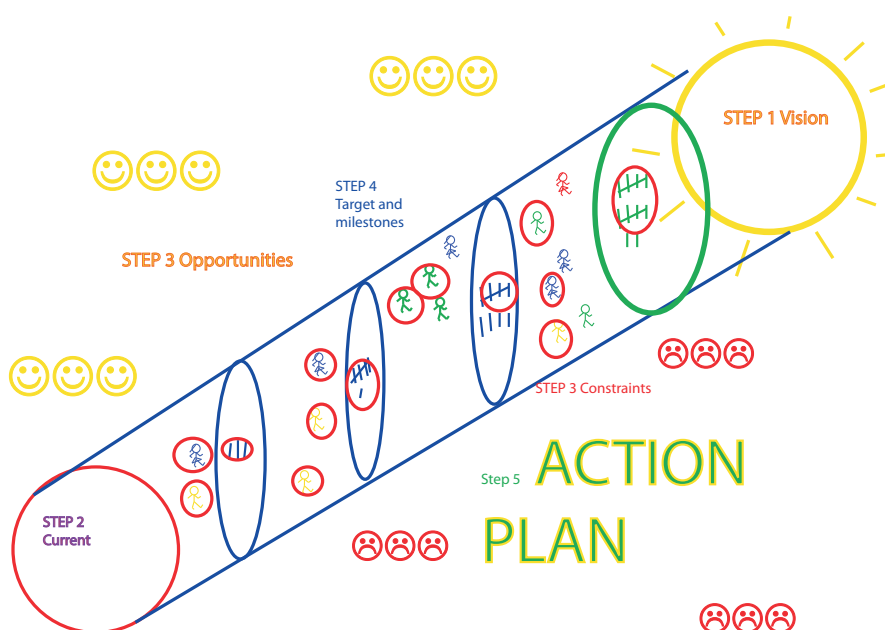 STEP 1 Vision
STEP 4
Target and
milestones
STEP 3 Opportunities
STEP 3 Constraints
Step 5 ACTION
PLAN
STEP 2
Current